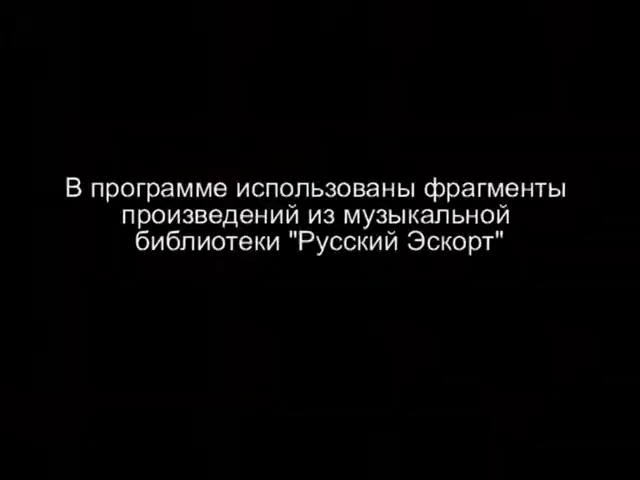 В программе использованы фрагменты
произведений из музыкальной
библиотеки "Русский Эскорт"